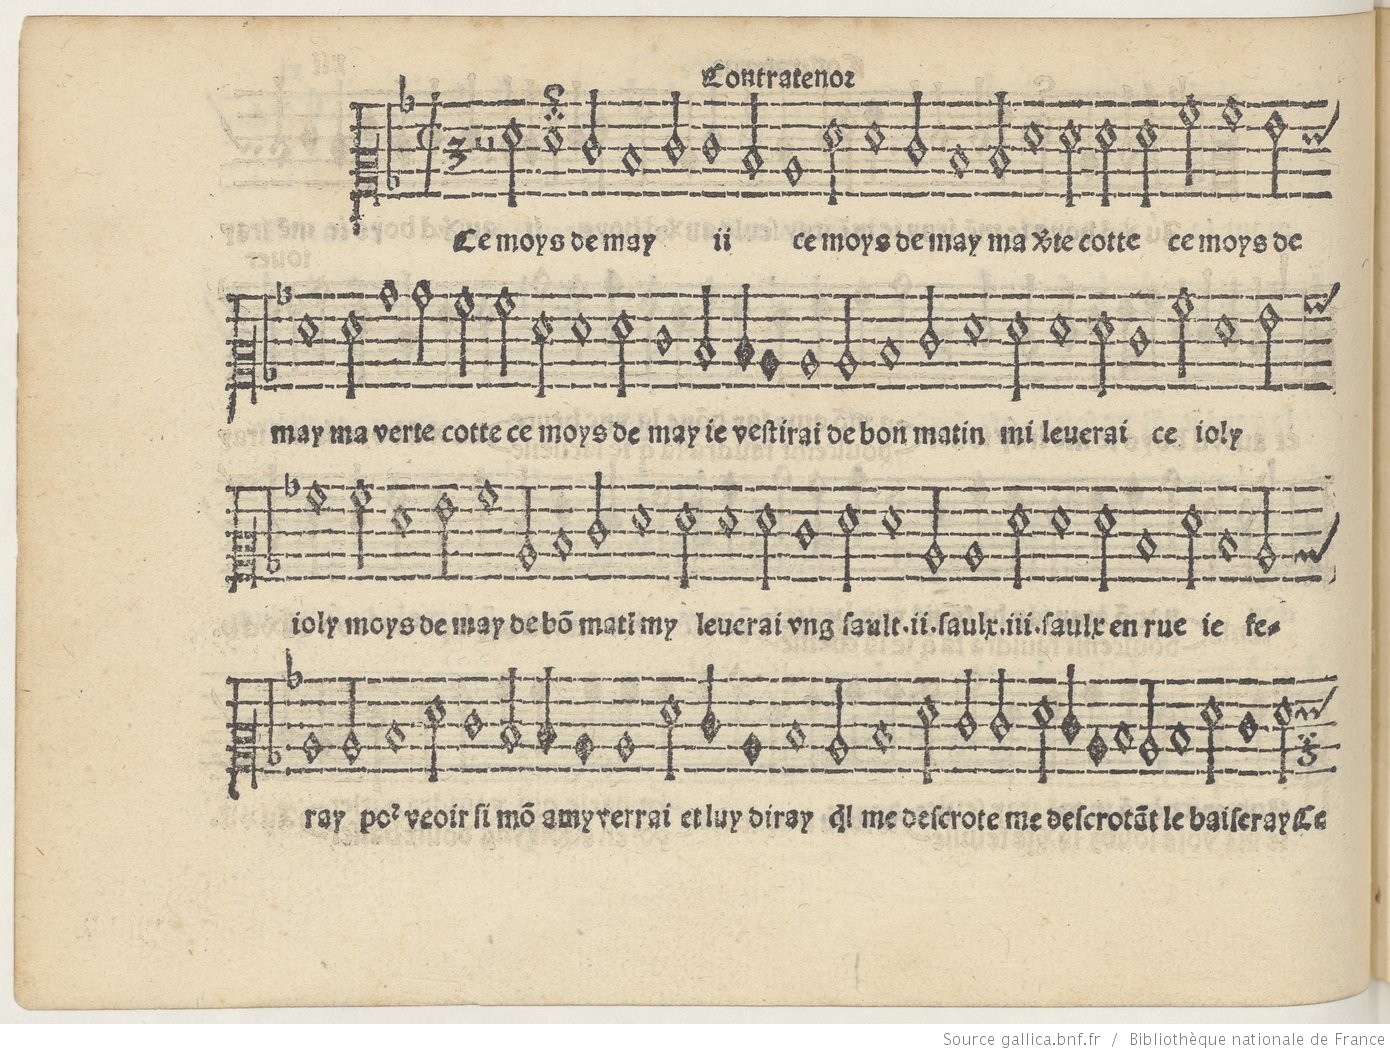 Contratenor
Ce moys de may ii ce moys de may ma v̄te cotte ce moys de
may ma verte cotte ce moys de may ie vestirai de bon matin mi leuerai ce ioly
ioly moys de may de bō matī my leuerai vng sault .ii. saulx .iii. saulx en rue ie fe-
ray po² veoir si mō amy verrai et luy diray q̄l me descrote me descrotāt le baiseray Ce
Source gallica.bnf.fr / Bibliothèque nationale de France